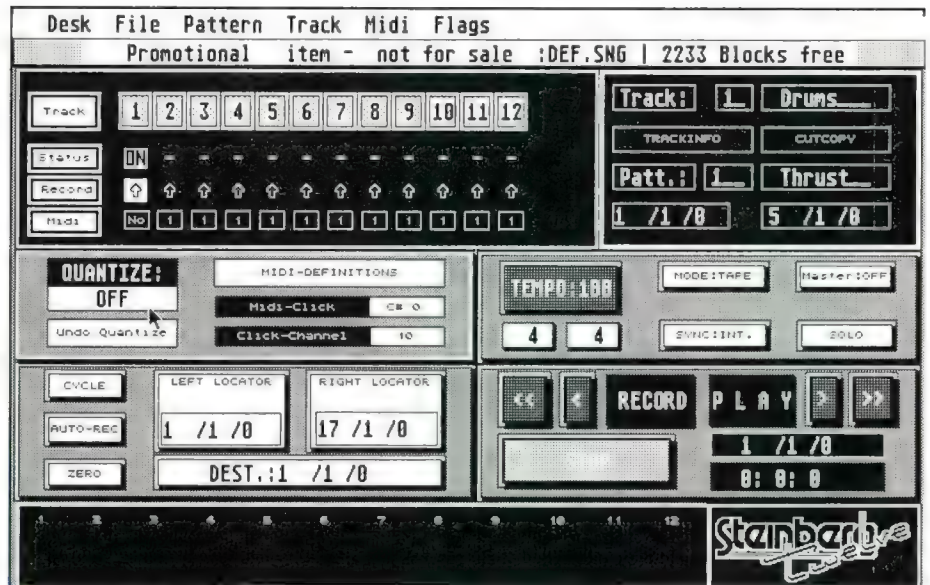 Desk File Pattern Track Midi Flags
Promotional item - not for sale :DEF.SNG | 2233 Blocks free
Track 1 2 3 4 5 6 7 8 9 10 11 12
Status ON - - - - - - - - - - -
Record
Midi No 1 1 1 1 1 1 1 1 1 1 1
Track: 1 Drums
TRACKINFO CUTCOPY
Patt.: 1 Thrust
1 /1 /0 5 /1 /0
QUANTIZE:
OFF
Undo Quantize
MIDI-DEFINITIONS
Midi-Click C# 0
Click-Channel 10
TEMPO:100
4 4
MODE:TAPE Master:OFF
SYNC:INT. SOLO
CYCLE
AUTO-REC
ZERO
LEFT LOCATOR RIGHT LOCATOR
1 /1 /0 17 /1 /0
DEST.:1 /1 /0
<< < RECORD PLAY > >>
STOP
1 /1 /0
0: 0: 0
1 2 3 4 5 6 7 8 9 10 11 12
Steinberg
Twelve